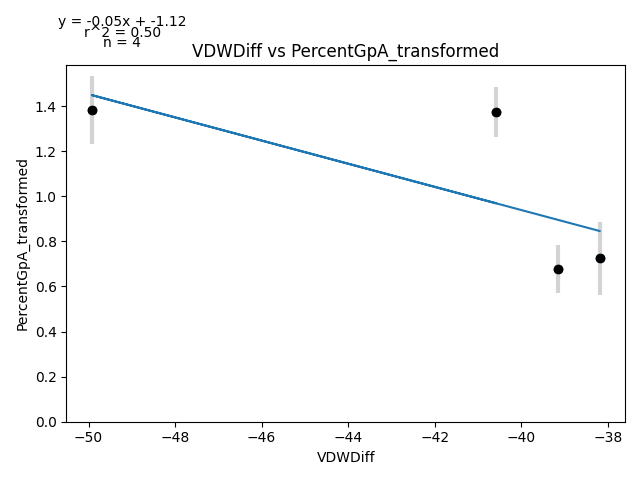 y = -0.05x + -1.12
r^2 = 0.50
n = 4
VDWDiff vs PercentGpA_transformed
1.4
1.2
1.0
0.8
0.6
0.4
0.2
0.0
PercentGpA_transformed
−50 −48 −46 −44 −42 −40 −38
VDWDiff